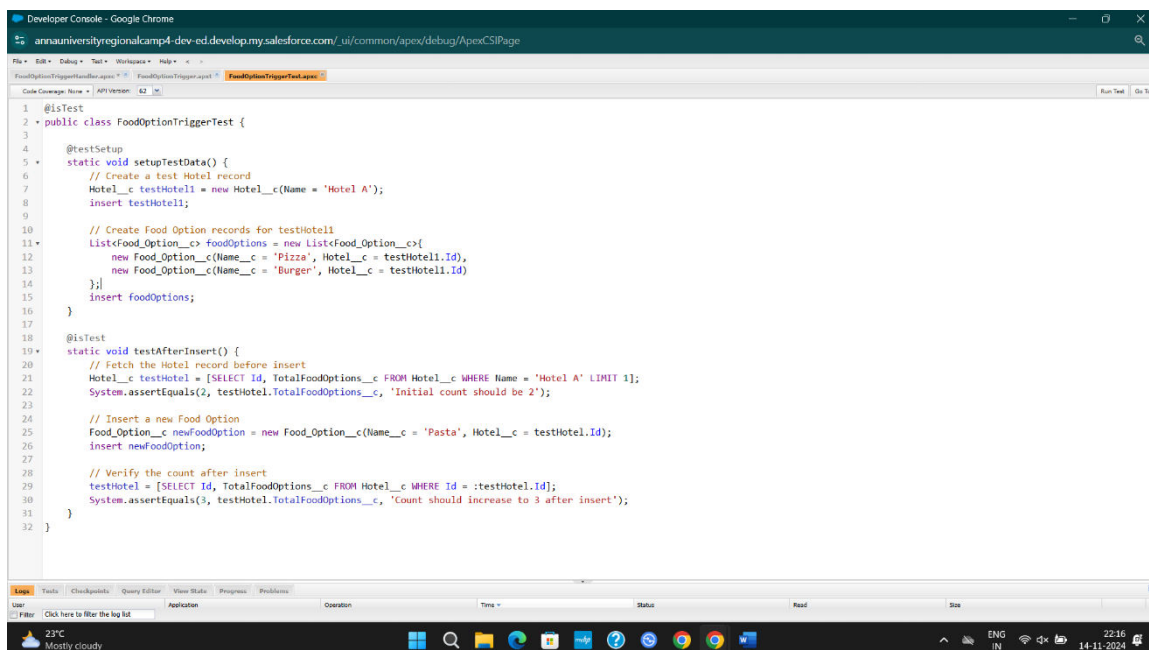 Developer Console - Google Chrome
annauniversityregionalcamp4-dev-ed.develop.my.salesforce.com/_ui/common/apex/debug/ApexCSIPage
File Edit Debug Test Workspace Help < >
FoodOptionTriggerHandler.apxc * FoodOptionTrigger.apxt * FoodOptionTriggerTest.apxc *
Code Coverage: None API Version: 62 Run Test Go To
1 @isTest
2 public class FoodOptionTriggerTest {
3
4 @testSetup
5 static void setupTestData() {
6 // Create a test Hotel record
7 Hotel__c testHotel1 = new Hotel__c(Name = 'Hotel A');
8 insert testHotel1;
9
10 // Create Food Option records for testHotel1
11 List<Food_Option__c> foodOptions = new List<Food_Option__c>{
12 new Food_Option__c(Name__c = 'Pizza', Hotel__c = testHotel1.Id),
13 new Food_Option__c(Name__c = 'Burger', Hotel__c = testHotel1.Id)
14 };
15 insert foodOptions;
16 }
17
18 @isTest
19 static void testAfterInsert() {
20 // Fetch the Hotel record before insert
21 Hotel__c testHotel = [SELECT Id, TotalFoodOptions__c FROM Hotel__c WHERE Name = 'Hotel A' LIMIT 1];
22 System.assertEquals(2, testHotel.TotalFoodOptions__c, 'Initial count should be 2');
23
24 // Insert a new Food Option
25 Food_Option__c newFoodOption = new Food_Option__c(Name__c = 'Pasta', Hotel__c = testHotel.Id);
26 insert newFoodOption;
27
28 // Verify the count after insert
29 testHotel = [SELECT Id, TotalFoodOptions__c FROM Hotel__c WHERE Id = :testHotel.Id];
30 System.assertEquals(3, testHotel.TotalFoodOptions__c, 'Count should increase to 3 after insert');
31 }
32 }
Logs Tests Checkpoints Query Editor View State Progress Problems
User Application Operation Time Status Read Size
Filter Click here to filter the log list
23°C
Mostly cloudy
ENG
IN
22:16
14-11-2024